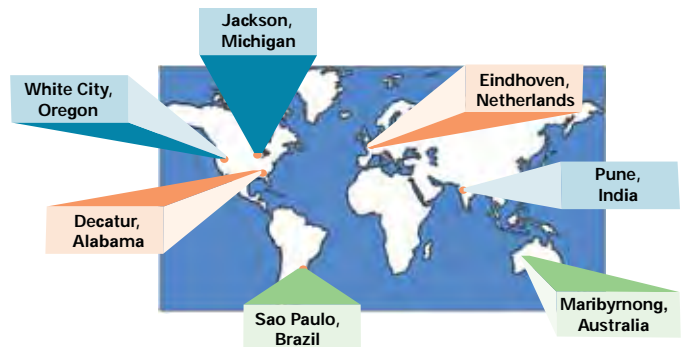 Jackson,
Michigan
White City,
Oregon
Eindhoven,
Netherlands
Decatur,
Alabama
Pune,
India
Sao Paulo,
Brazil
Maribyrnong,
Australia